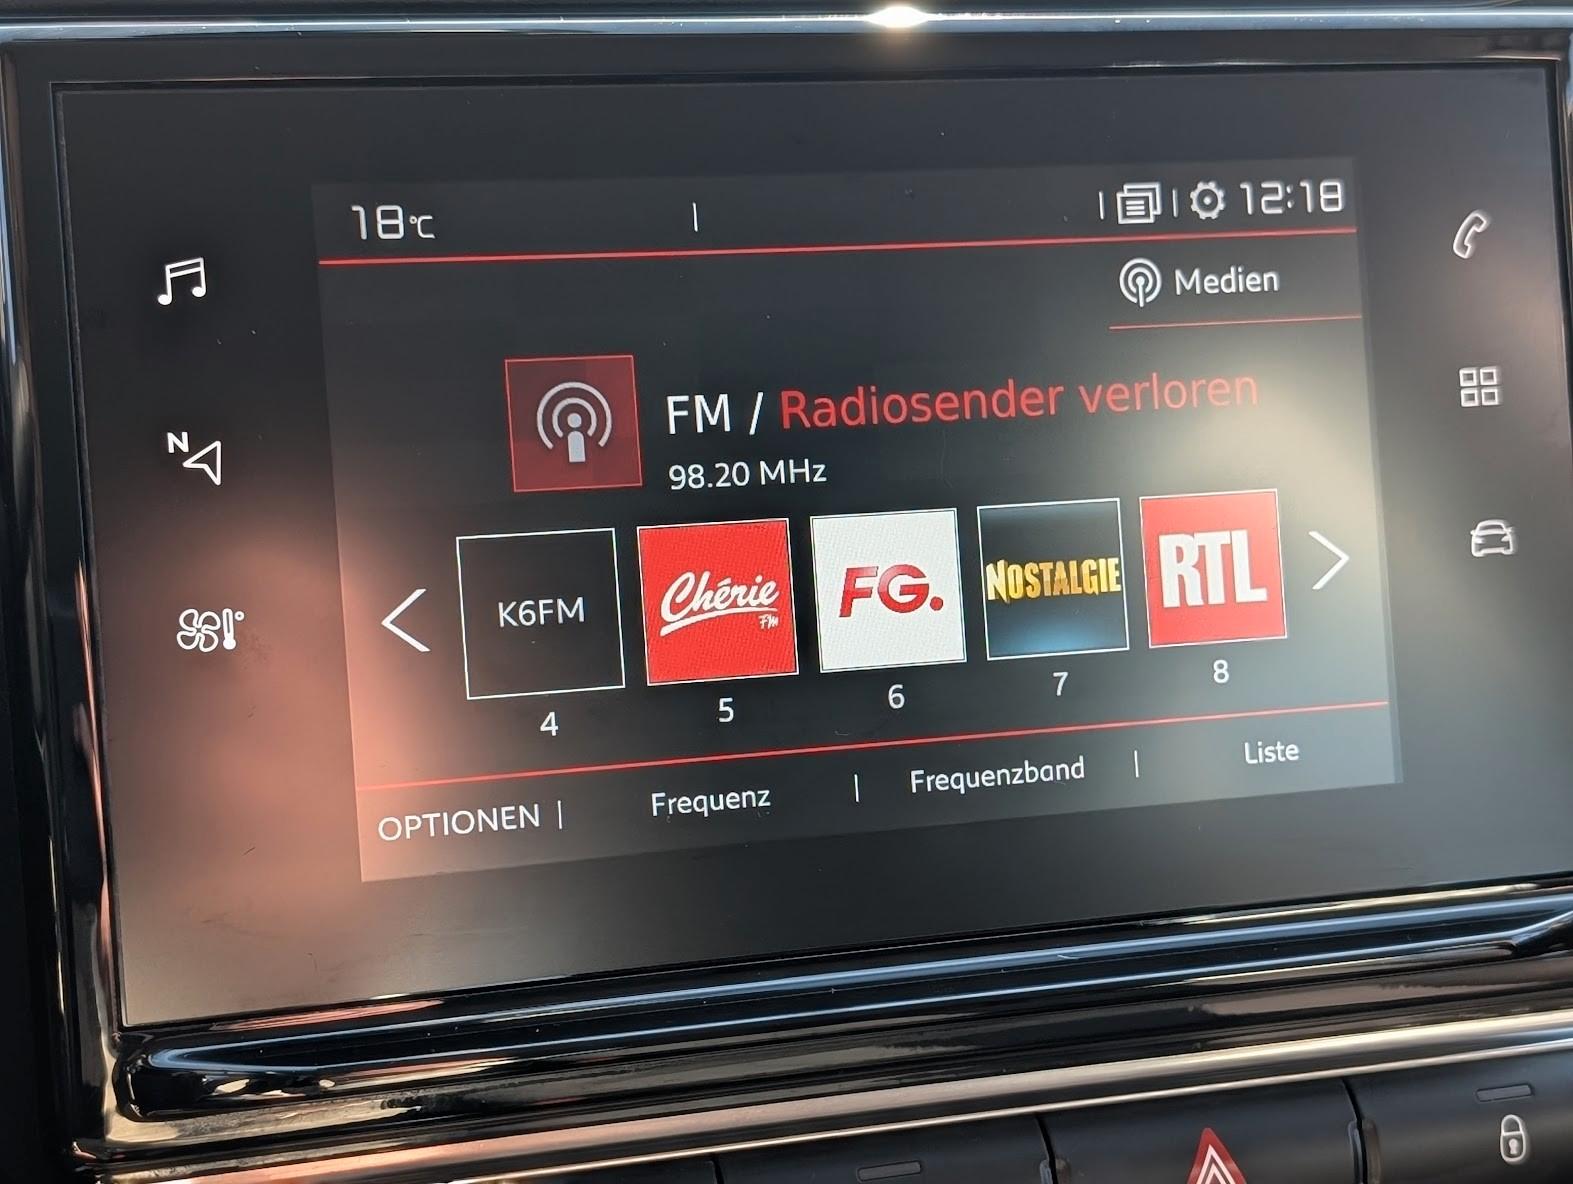 18°C
12:18
Medien
N
FM / Radiosender verloren
98.20 MHz
K6FM
Chérie FM
FG.
NOSTALGIE
RTL
4
5
6
7
8
OPTIONEN
Frequenz
Frequenzband
Liste